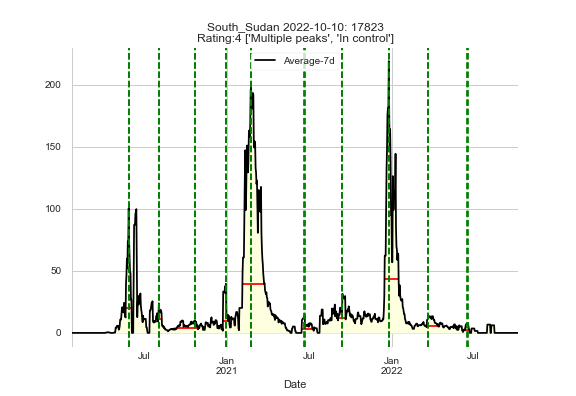 South_Sudan 2022-10-10: 17823
Rating:4 ['Multiple peaks', 'In control']
Average-7d
200
150
100
50
0
Jul
Jan
2021
Jul
Jan
2022
Jul
Date